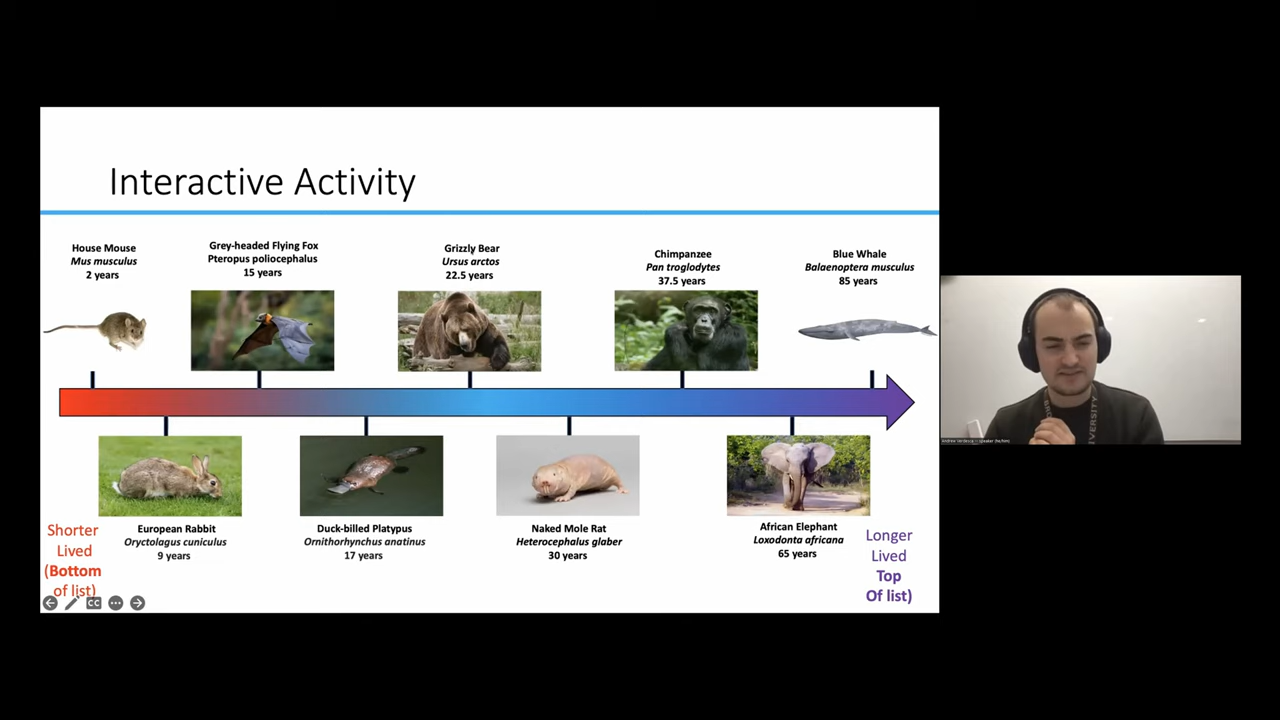 Interactive Activity
House Mouse
Mus musculus
2 years
Grey-headed Flying Fox
Pteropus poliocephalus
15 years
Grizzly Bear
Ursus arctos
22.5 years
Chimpanzee
Pan troglodytes
37.5 years
Blue Whale
Balaenoptera musculus
85 years
Shorter
Lived
(Bottom
of list)
European Rabbit
Oryctolagus cuniculus
9 years
Duck-billed Platypus
Ornithorhynchus anatinus
17 years
Naked Mole Rat
Heterocephalus glaber
30 years
African Elephant
Loxodonta africana
65 years
Longer
Lived
Top
Of list)
CC